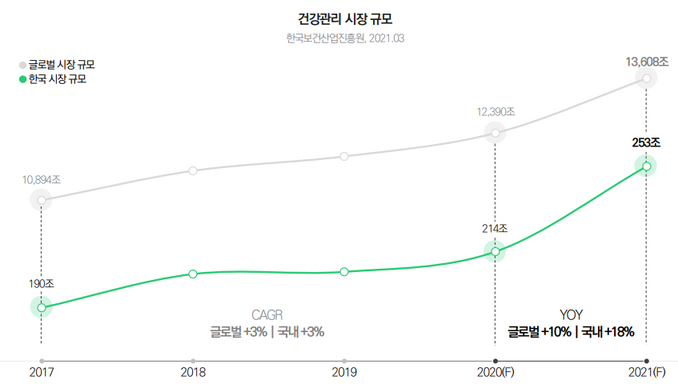 건강관리 시장 규모
한국보건산업진흥원, 2021.03
글로벌 시장 규모
한국 시장 규모
13,608조
12,390조
253조
10,894조
214조
190조
CAGR
글로벌 +3% | 국내 +3%
YOY
글로벌 +10% | 국내 +18%
2017
2018
2019
2020(F)
2021(F)